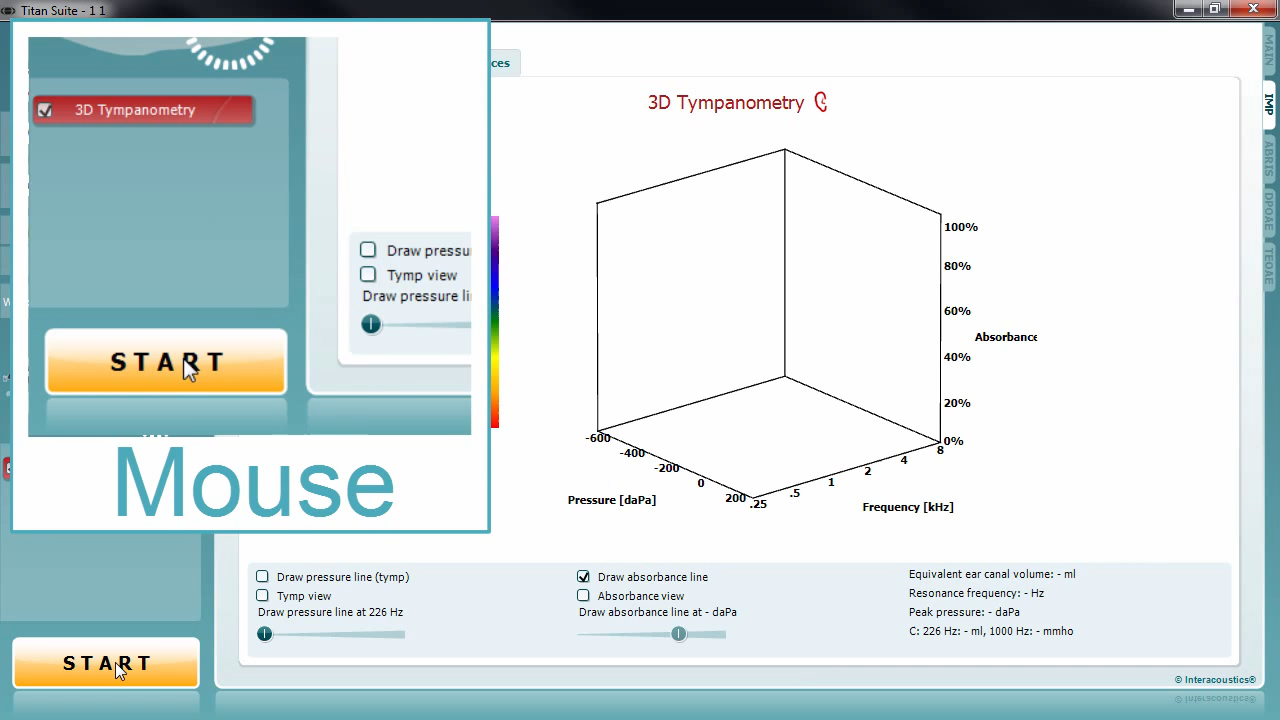 Titan Suite - 1 1
ces
3D Tympanometry
3D Tympanometry
Draw pressu
Tymp view
Draw pressure li
START
Mouse
100%
80%
60%
40%
20%
0%
Absorbance
-600
-400
-200
0
200
Pressure [daPa]
.25
.5
1
2
4
8
Frequency [kHz]
MAIN
IMP
ABRIS
DPOAE
TEOAE
W
Draw pressure line (tymp)
Tymp view
Draw pressure line at 226 Hz
Draw absorbance line
Absorbance view
Draw absorbance line at - daPa
Equivalent ear canal volume: - ml
Resonance frequency: - Hz
Peak pressure: - daPa
C: 226 Hz: - ml, 1000 Hz: - mmho
START
© Interacoustics®